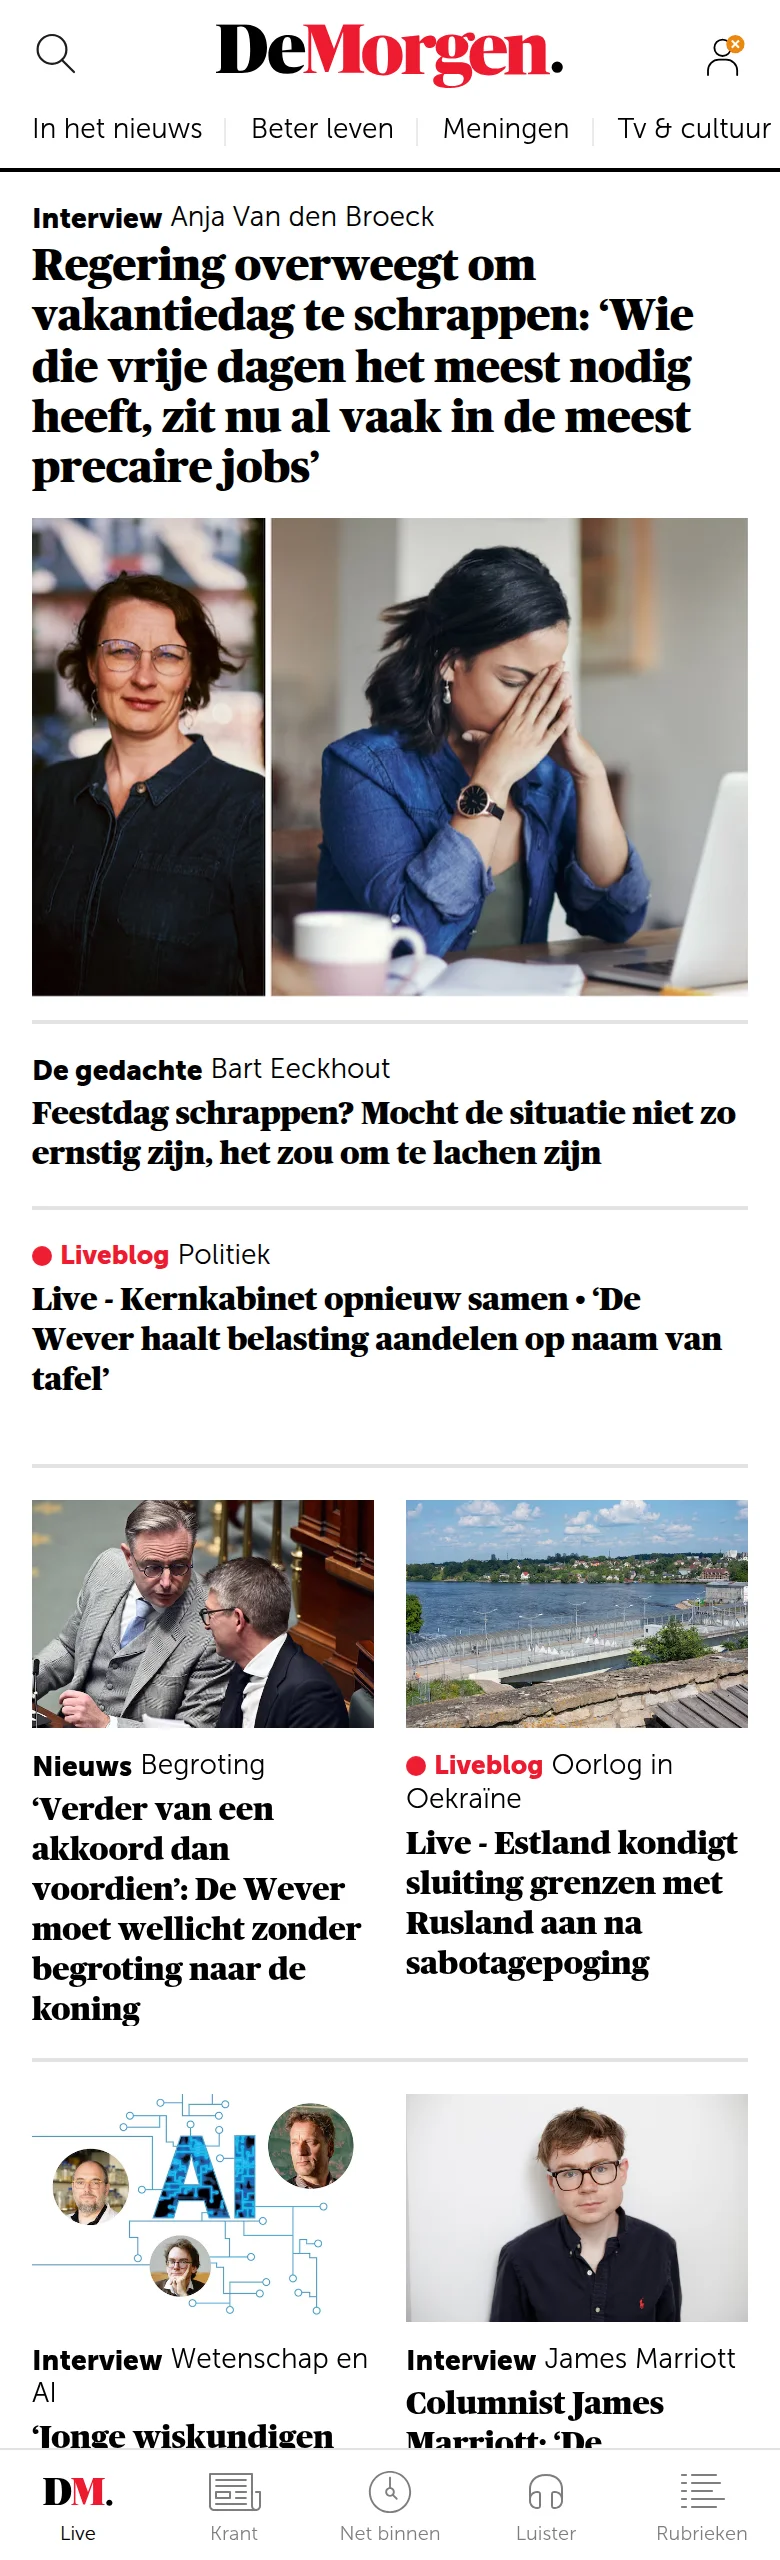 DeMorgen.
In het nieuws
Beter leven
Meningen
Tv & cultuur
Interview Anja Van den Broeck
Regering overweegt om
vakantiedag te schrappen: ‘Wie
die vrije dagen het meest nodig
heeft, zit nu al vaak in de meest
precaire jobs’
De gedachte Bart Eeckhout
Feestdag schrappen? Mocht de situatie niet zo
ernstig zijn, het zou om te lachen zijn
Liveblog Politiek
Live - Kernkabinet opnieuw samen • ‘De
Wever haalt belasting aandelen op naam van
tafel’
Nieuws Begroting
‘Verder van een
akkoord dan
voordien’: De Wever
moet wellicht zonder
begroting naar de
koning
Liveblog Oorlog in
Oekraïne
Live - Estland kondigt
sluiting grenzen met
Rusland aan na
sabotagepoging
AI
Interview Wetenschap en
AI
‘Jonge wiskundigen
Interview James Marriott
Columnist James
Marriott: ‘De
DM.
Live
Krant
Net binnen
Luister
Rubrieken